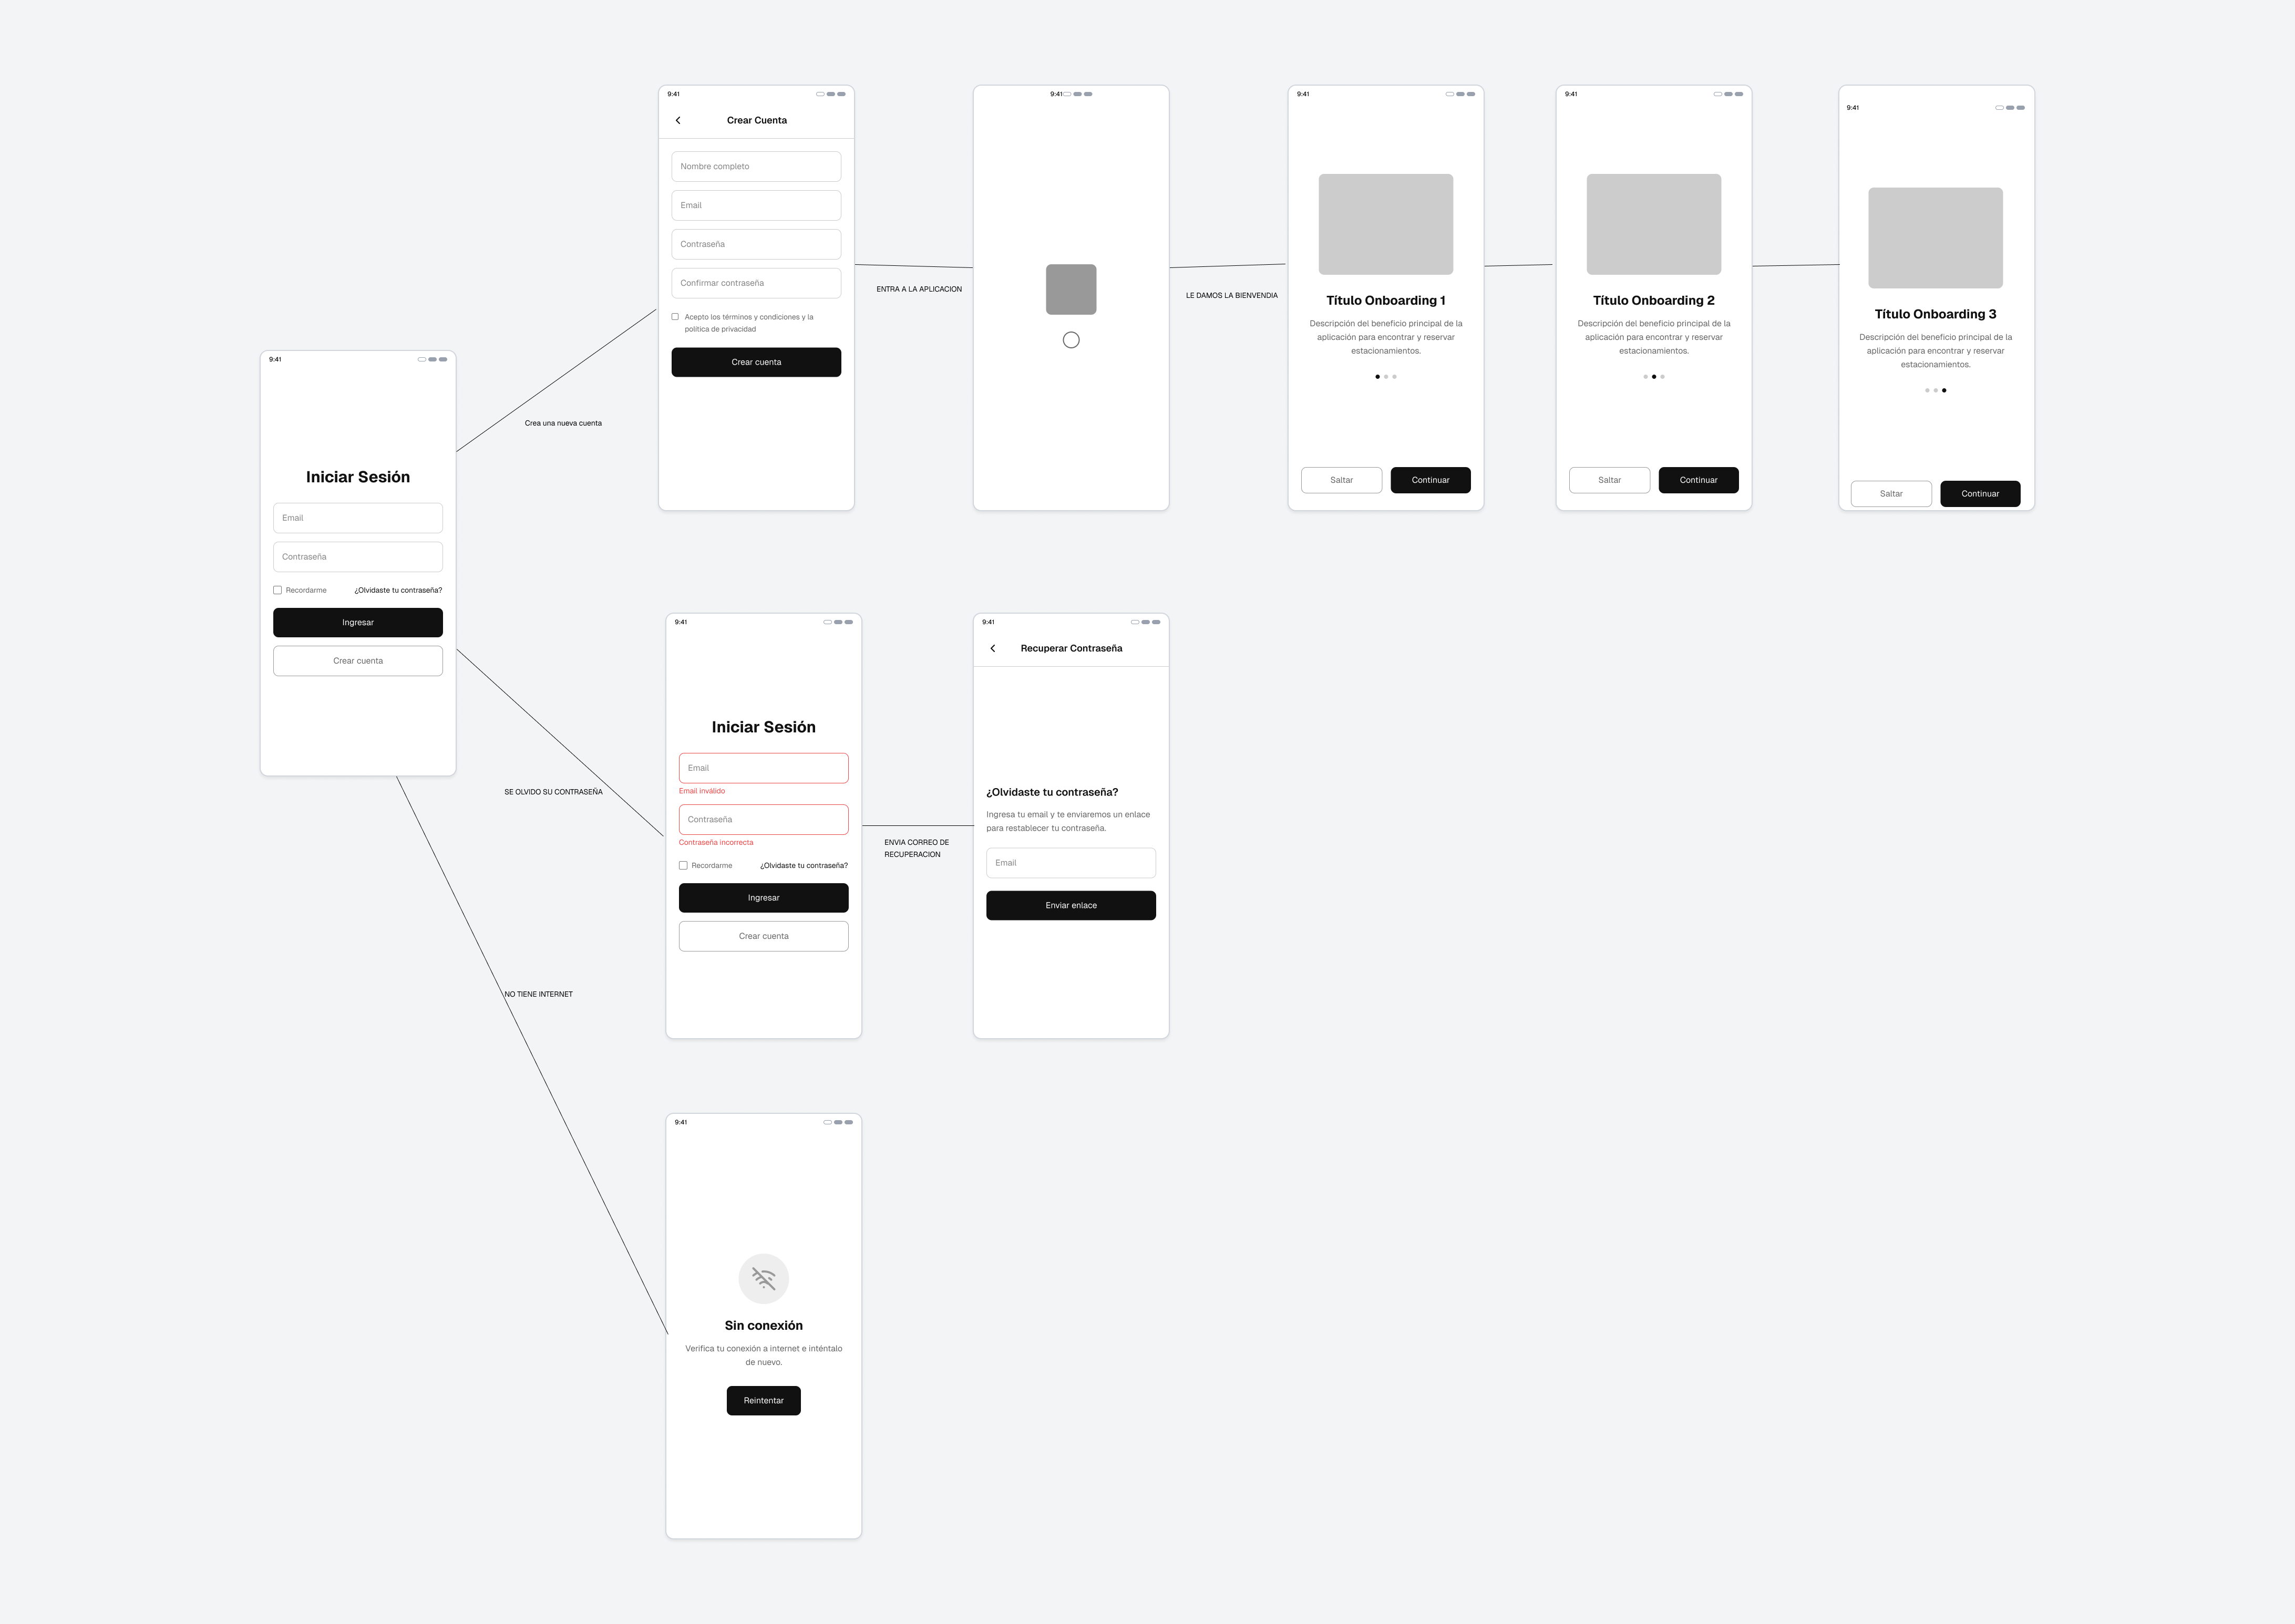 9:41
Crear Cuenta
Nombre completo
Email
Contraseña
Confirmar contraseña
Acepto los términos y condiciones y la
política de privacidad
Crear cuenta
ENTRA A LA APLICACION
9:41
LE DAMOS LA BIENVENDIA
9:41
Título Onboarding 1
Descripción del beneficio principal de la
aplicación para encontrar y reservar
estacionamientos.
Saltar
Continuar
9:41
Título Onboarding 2
Descripción del beneficio principal de la
aplicación para encontrar y reservar
estacionamientos.
Saltar
Continuar
9:41
Título Onboarding 3
Descripción del beneficio principal de la
aplicación para encontrar y reservar
estacionamientos.
Saltar
Continuar
9:41
Iniciar Sesión
Email
Contraseña
Recordarme
¿Olvidaste tu contraseña?
Ingresar
Crear cuenta
Crea una nueva cuenta
SE OLVIDO SU CONTRASEÑA
NO TIENE INTERNET
9:41
Iniciar Sesión
Email
Email inválido
Contraseña
Contraseña incorrecta
Recordarme
¿Olvidaste tu contraseña?
Ingresar
Crear cuenta
ENVIA CORREO DE
RECUPERACION
9:41
Recuperar Contraseña
¿Olvidaste tu contraseña?
Ingresa tu email y te enviaremos un enlace
para restablecer tu contraseña.
Email
Enviar enlace
9:41
Sin conexión
Verifica tu conexión a internet e inténtalo
de nuevo.
Reintentar